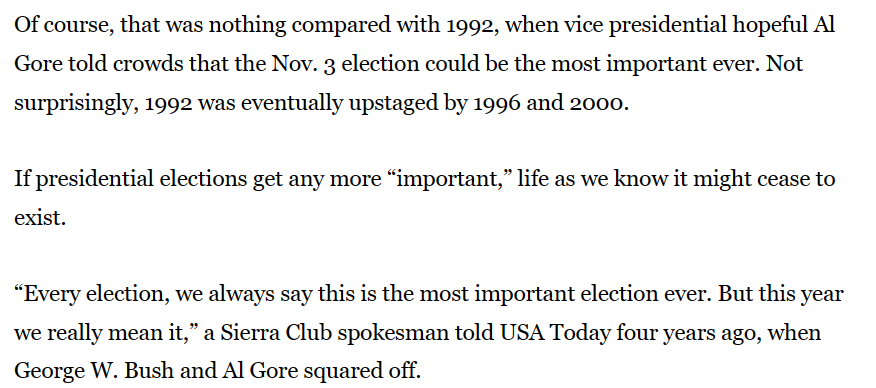 Of course, that was nothing compared with 1992, when vice presidential hopeful Al
Gore told crowds that the Nov. 3 election could be the most important ever. Not
surprisingly, 1992 was eventually upstaged by 1996 and 2000.
If presidential elections get any more “important,” life as we know it might cease to
exist.
“Every election, we always say this is the most important election ever. But this year
we really mean it,” a Sierra Club spokesman told USA Today four years ago, when
George W. Bush and Al Gore squared off.